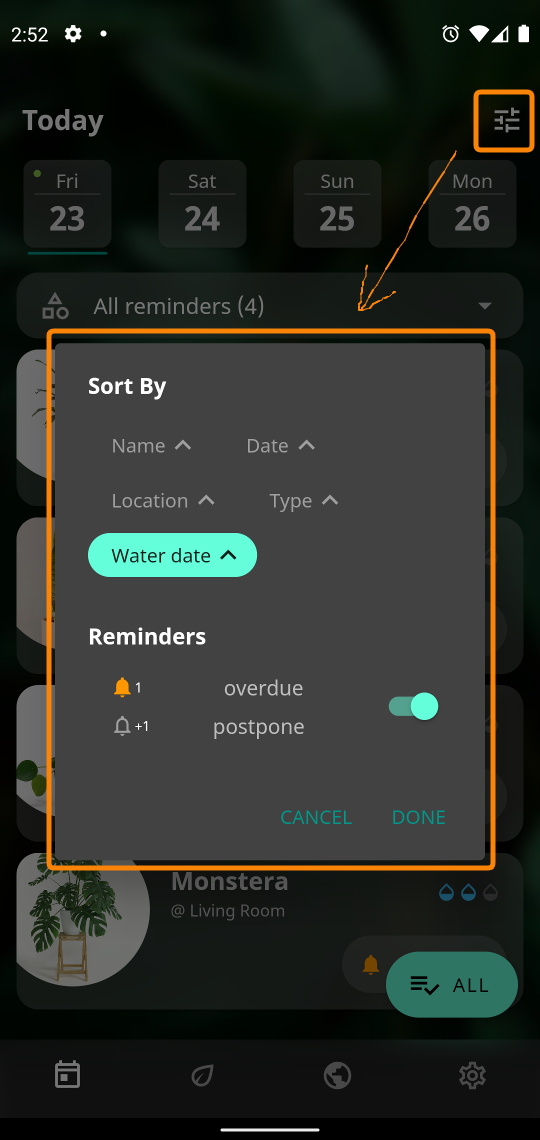 2:52
Today
Fri Sat Sun Mon
23 24 25 26
All reminders (4)
Sort By
Name Date
Location Type
Water date
Reminders
1 overdue
+1 postpone
CANCEL DONE
Monstera
@ Living Room
ALL